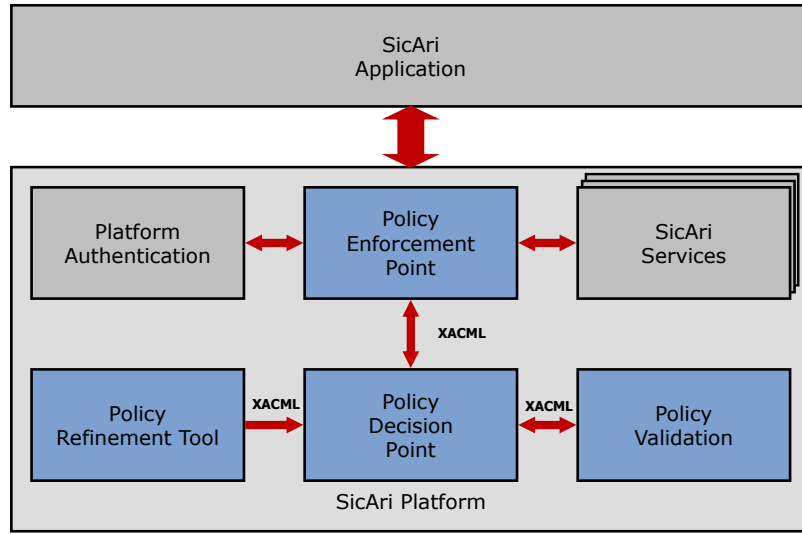 SicAri
Application
Platform
Authentication
Policy
Enforcement
Point
SicAri
Services
XACML
Policy
Refinement Tool
XACML
Policy
Decision
Point
XACML
Policy
Validation
SicAri Platform